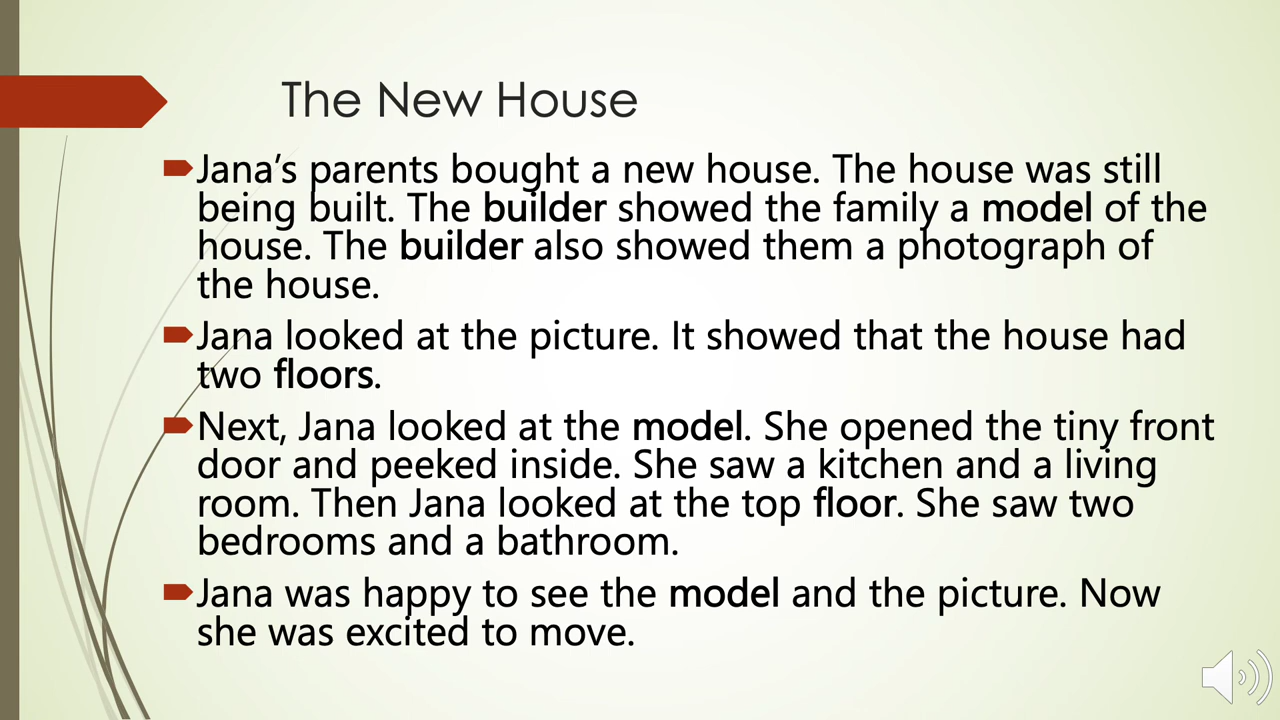 The New House
Jana’s parents bought a new house. The house was still
being built. The builder showed the family a model of the
house. The builder also showed them a photograph of
the house.
Jana looked at the picture. It showed that the house had
two floors.
Next, Jana looked at the model. She opened the tiny front
door and peeked inside. She saw a kitchen and a living
room. Then Jana looked at the top floor. She saw two
bedrooms and a bathroom.
Jana was happy to see the model and the picture. Now
she was excited to move.